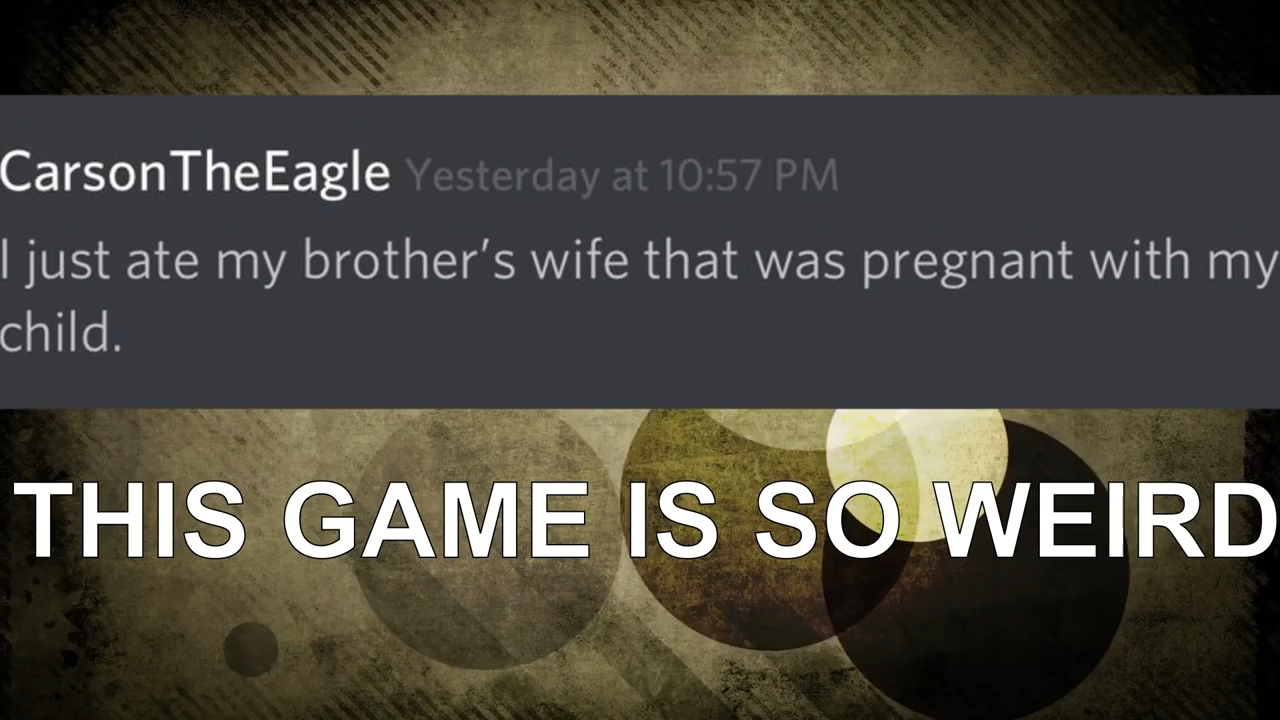 CarsonTheEagle Yesterday at 10:57 PM
I just ate my brother’s wife that was pregnant with my
child.
THIS GAME IS SO WEIRD